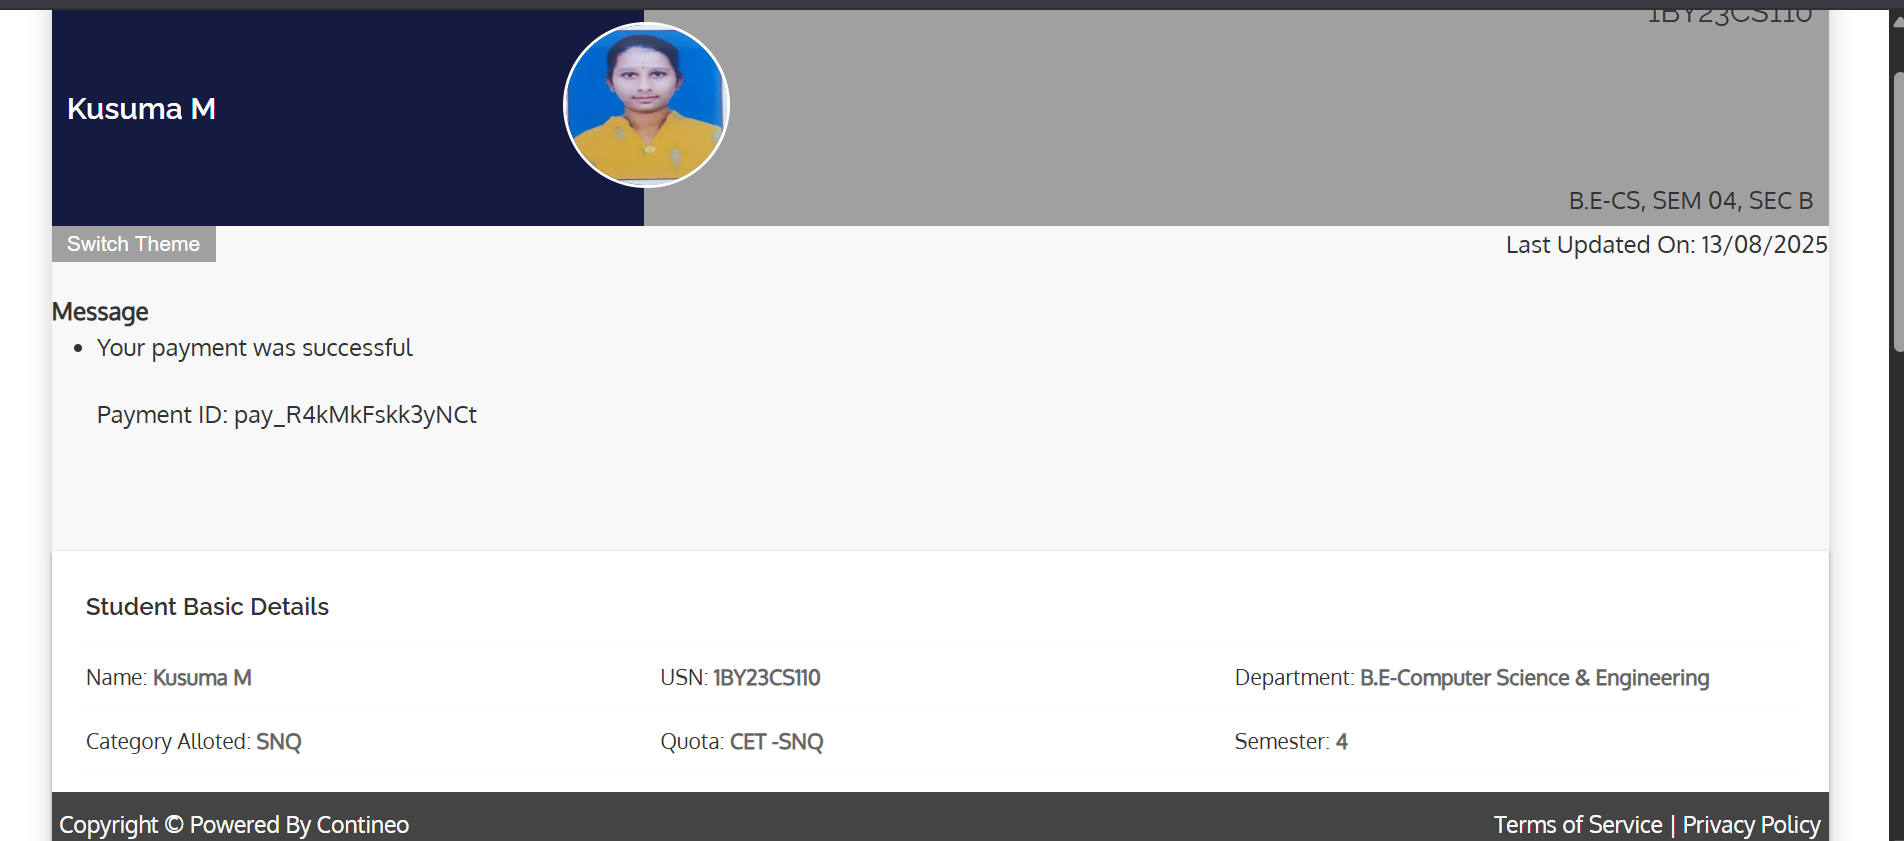 1BY23CS110
Kusuma M
B.E-CS, SEM 04, SEC B
Switch Theme
Last Updated On: 13/08/2025
Message
• Your payment was successful
Payment ID: pay_R4kMkFskk3yNCt
Student Basic Details
Name: Kusuma M
USN: 1BY23CS110
Department: B.E-Computer Science & Engineering
Category Alloted: SNQ
Quota: CET -SNQ
Semester: 4
Copyright © Powered By Contineo
Terms of Service | Privacy Policy